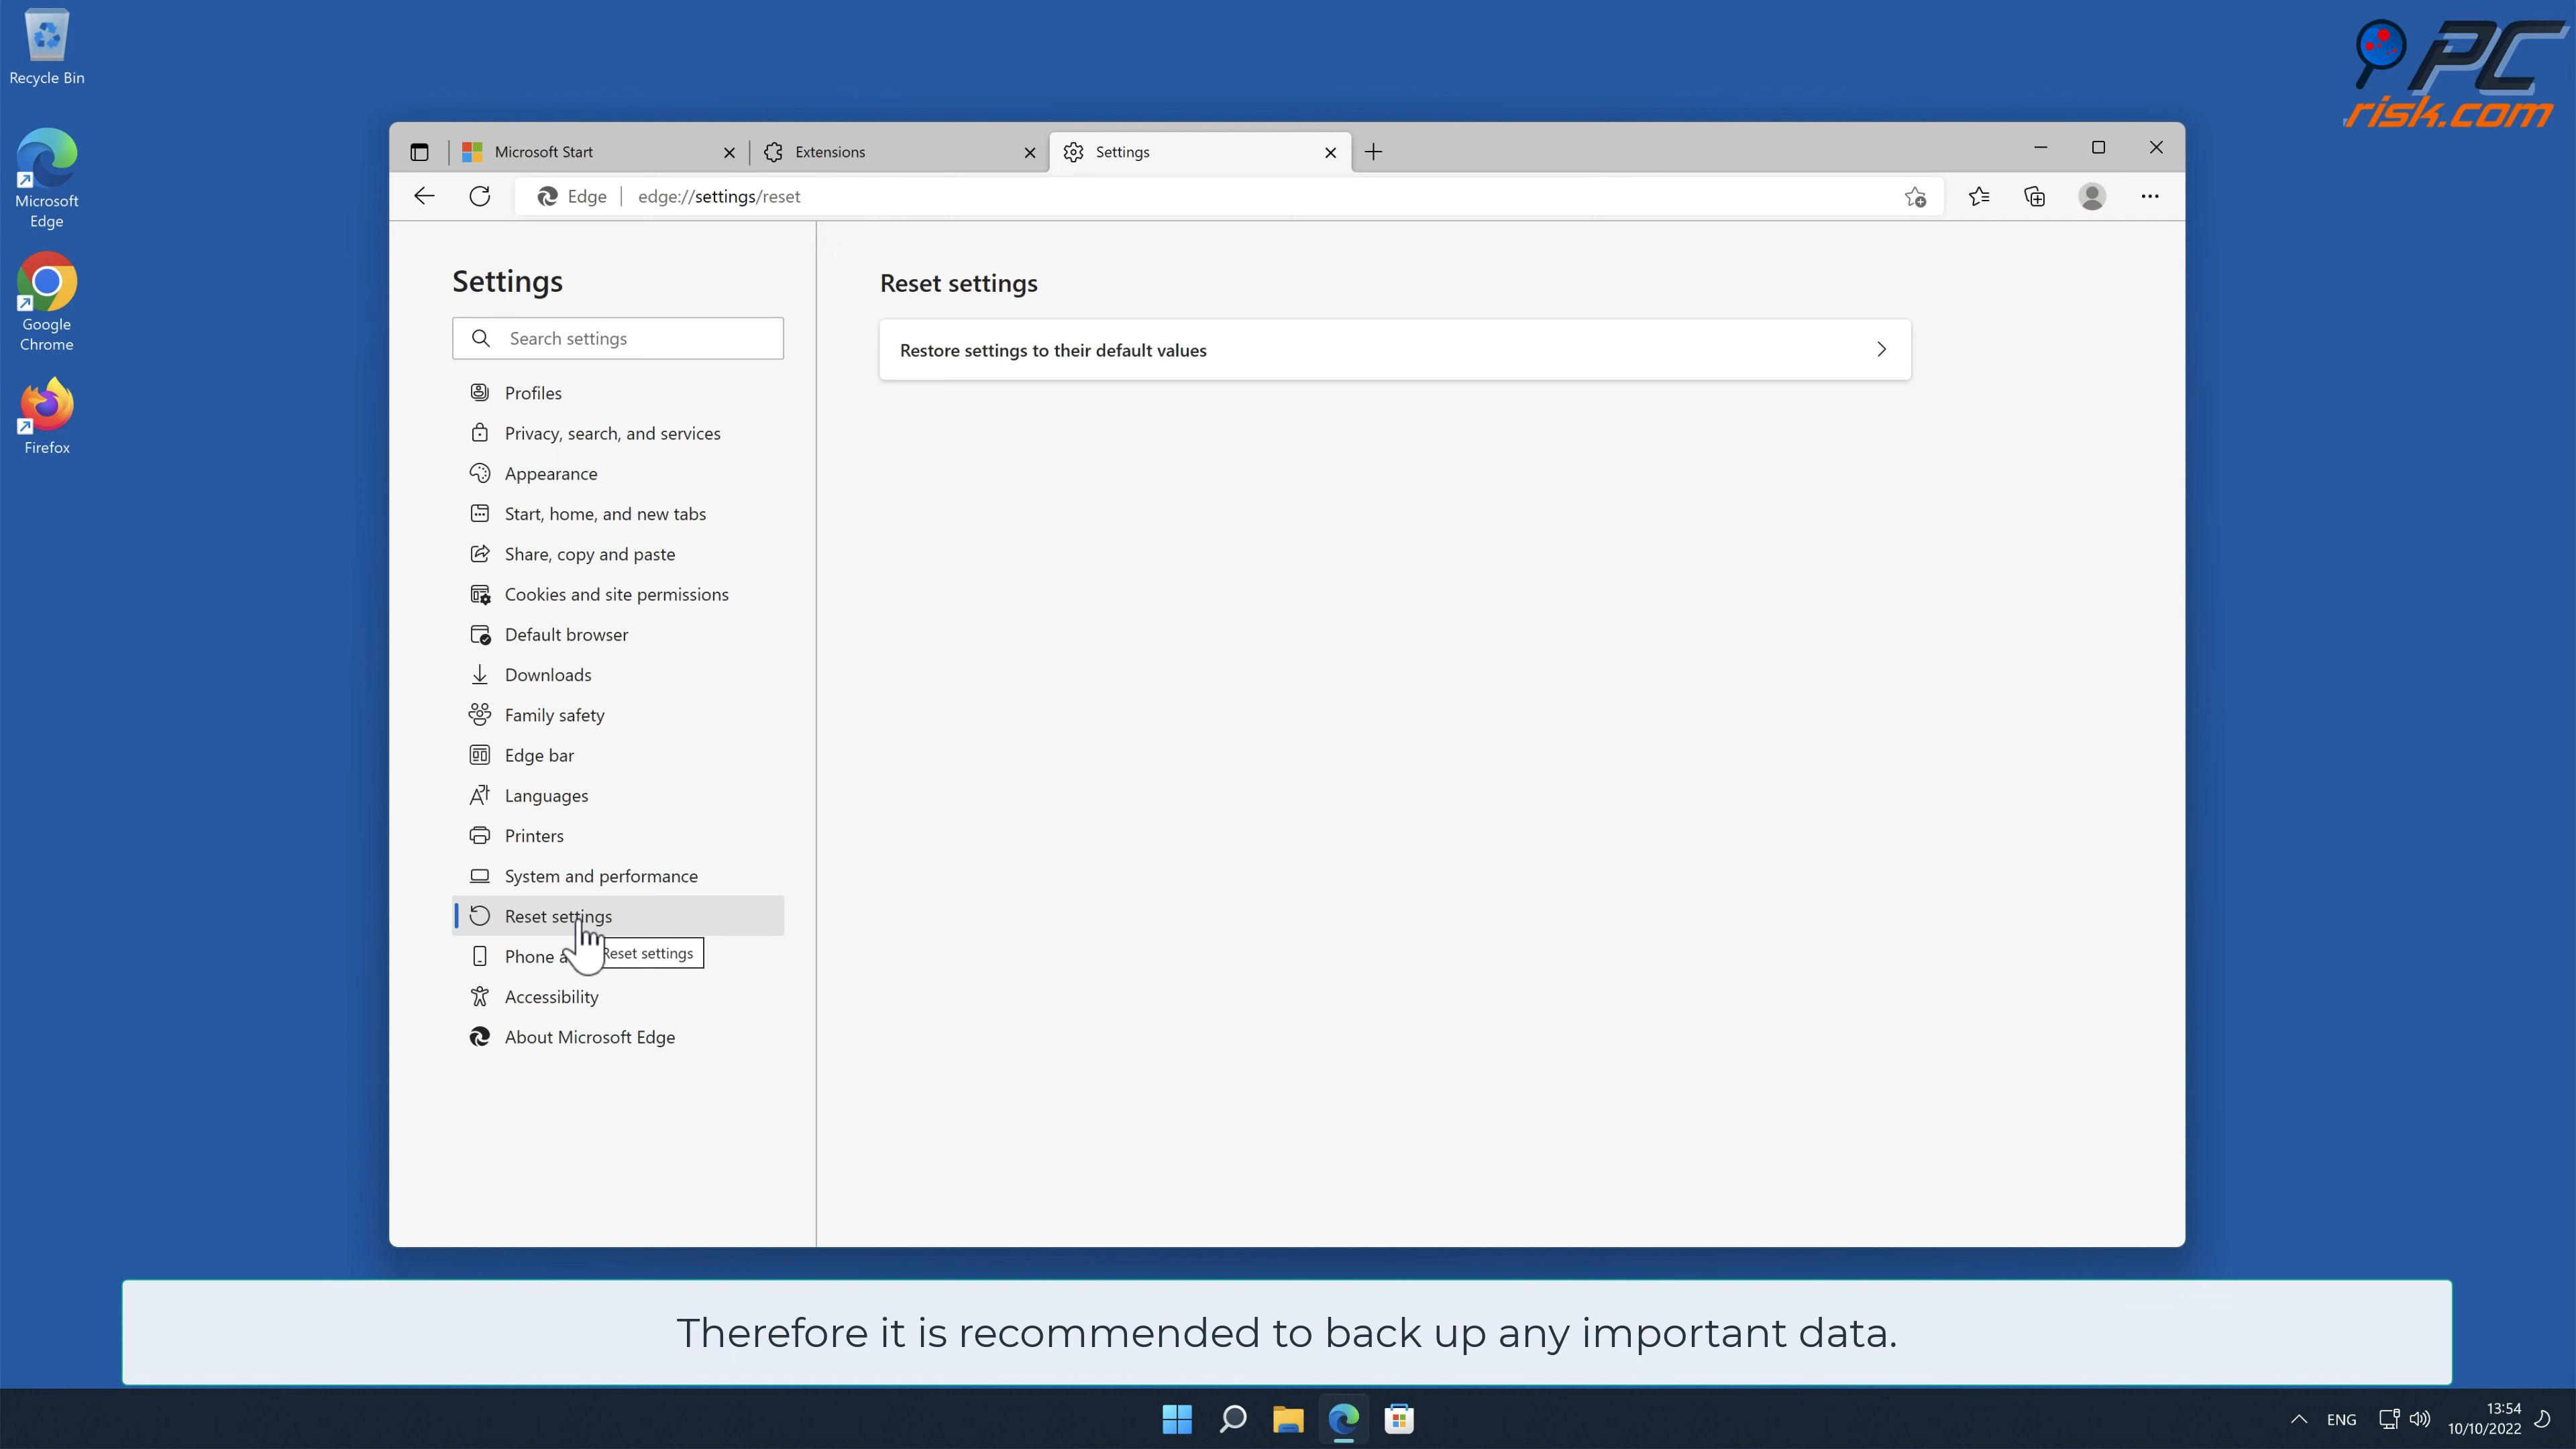 Recycle Bin
Microsoft
Edge
Google
Chrome
Firefox
PC
risk.com
Microsoft Start
Extensions
Settings
Edge
edge://settings/reset
Settings
Search settings
Profiles
Privacy, search, and services
Appearance
Start, home, and new tabs
Share, copy and paste
Cookies and site permissions
Default browser
Downloads
Family safety
Edge bar
Languages
Printers
System and performance
Reset settings
Phone
Reset settings
Accessibility
About Microsoft Edge
Reset settings
Restore settings to their default values
Therefore it is recommended to back up any important data.
ENG
13:54
10/10/2022